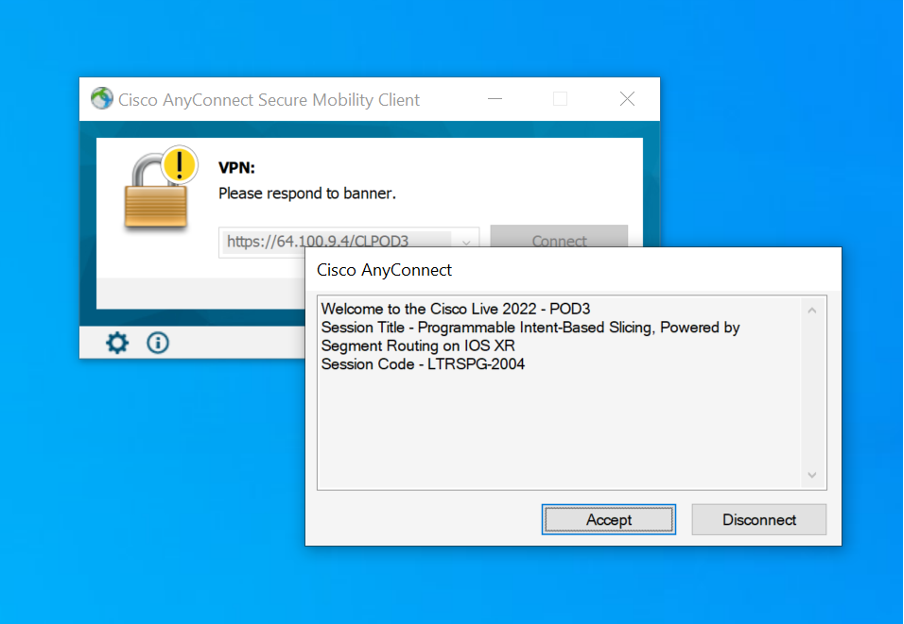 Cisco AnyConnect Secure Mobility Client
VPN:
Please respond to banner.
https://64.100.9.4/CLPOD3
Connect
Cisco AnyConnect
Welcome to the Cisco Live 2022 - POD3
Session Title - Programmable Intent-Based Slicing, Powered by
Segment Routing on IOS XR
Session Code - LTRSPG-2004
Accept
Disconnect